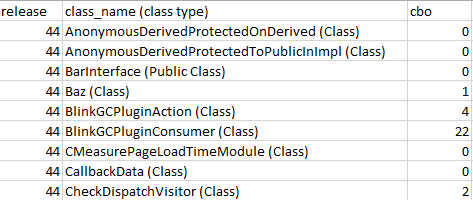 release class_name (class type) cbo
44 AnonymousDerivedProtectedOnDerived (Class) 0
44 AnonymousDerivedProtectedToPublicInImpl (Class) 0
44 BarInterface (Public Class) 0
44 Baz (Class) 1
44 BlinkGCPluginAction (Class) 4
44 BlinkGCPluginConsumer (Class) 22
44 CMeasurePageLoadTimeModule (Class) 0
44 CallbackData (Class) 0
44 CheckDispatchVisitor (Class) 2